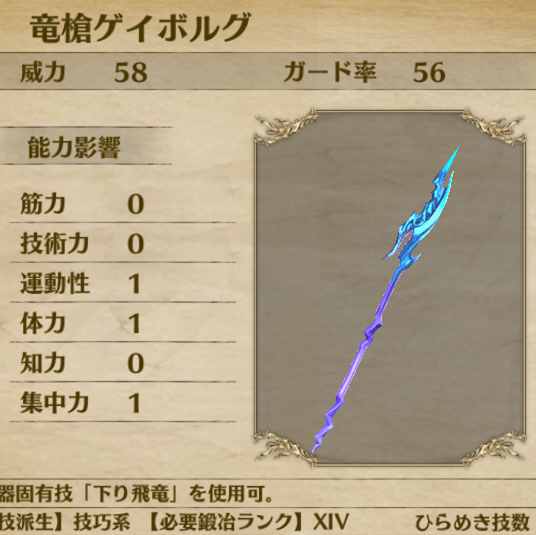 竜槍ゲイボルグ
威力 58 ガード率 56
能力影響
筋力 0
技術力 0
運動性 1
体力 1
知力 0
集中力 1
器固有技「下り飛竜」を使用可。
技派生】技巧系 【必要鍛冶ランク】XIV ひらめき技数